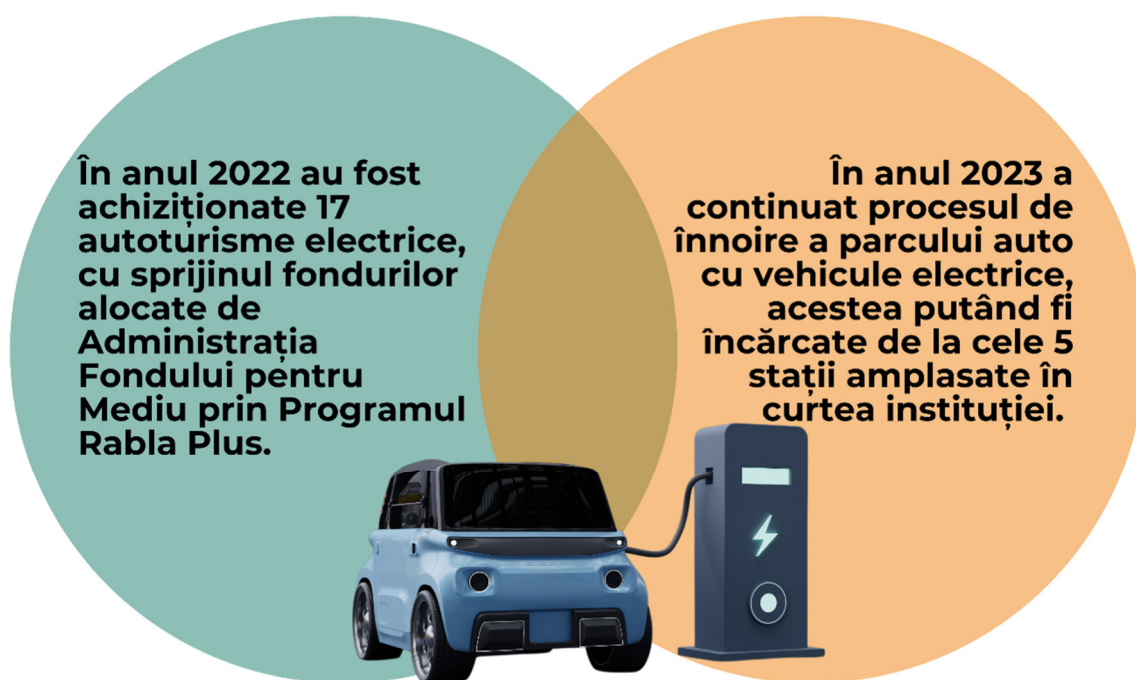 În anul 2022 au fost
achiziționate 17
autoturisme electrice,
cu sprijinul fondurilor
alocate de
Administrația
Fondului pentru
Mediu prin Programul
Rabla Plus.
În anul 2023 a
continuat procesul de
înnoire a parcului auto
cu vehicule electrice,
acestea putând fi
încărcate de la cele 5
stații amplasate în
curtea instituției.